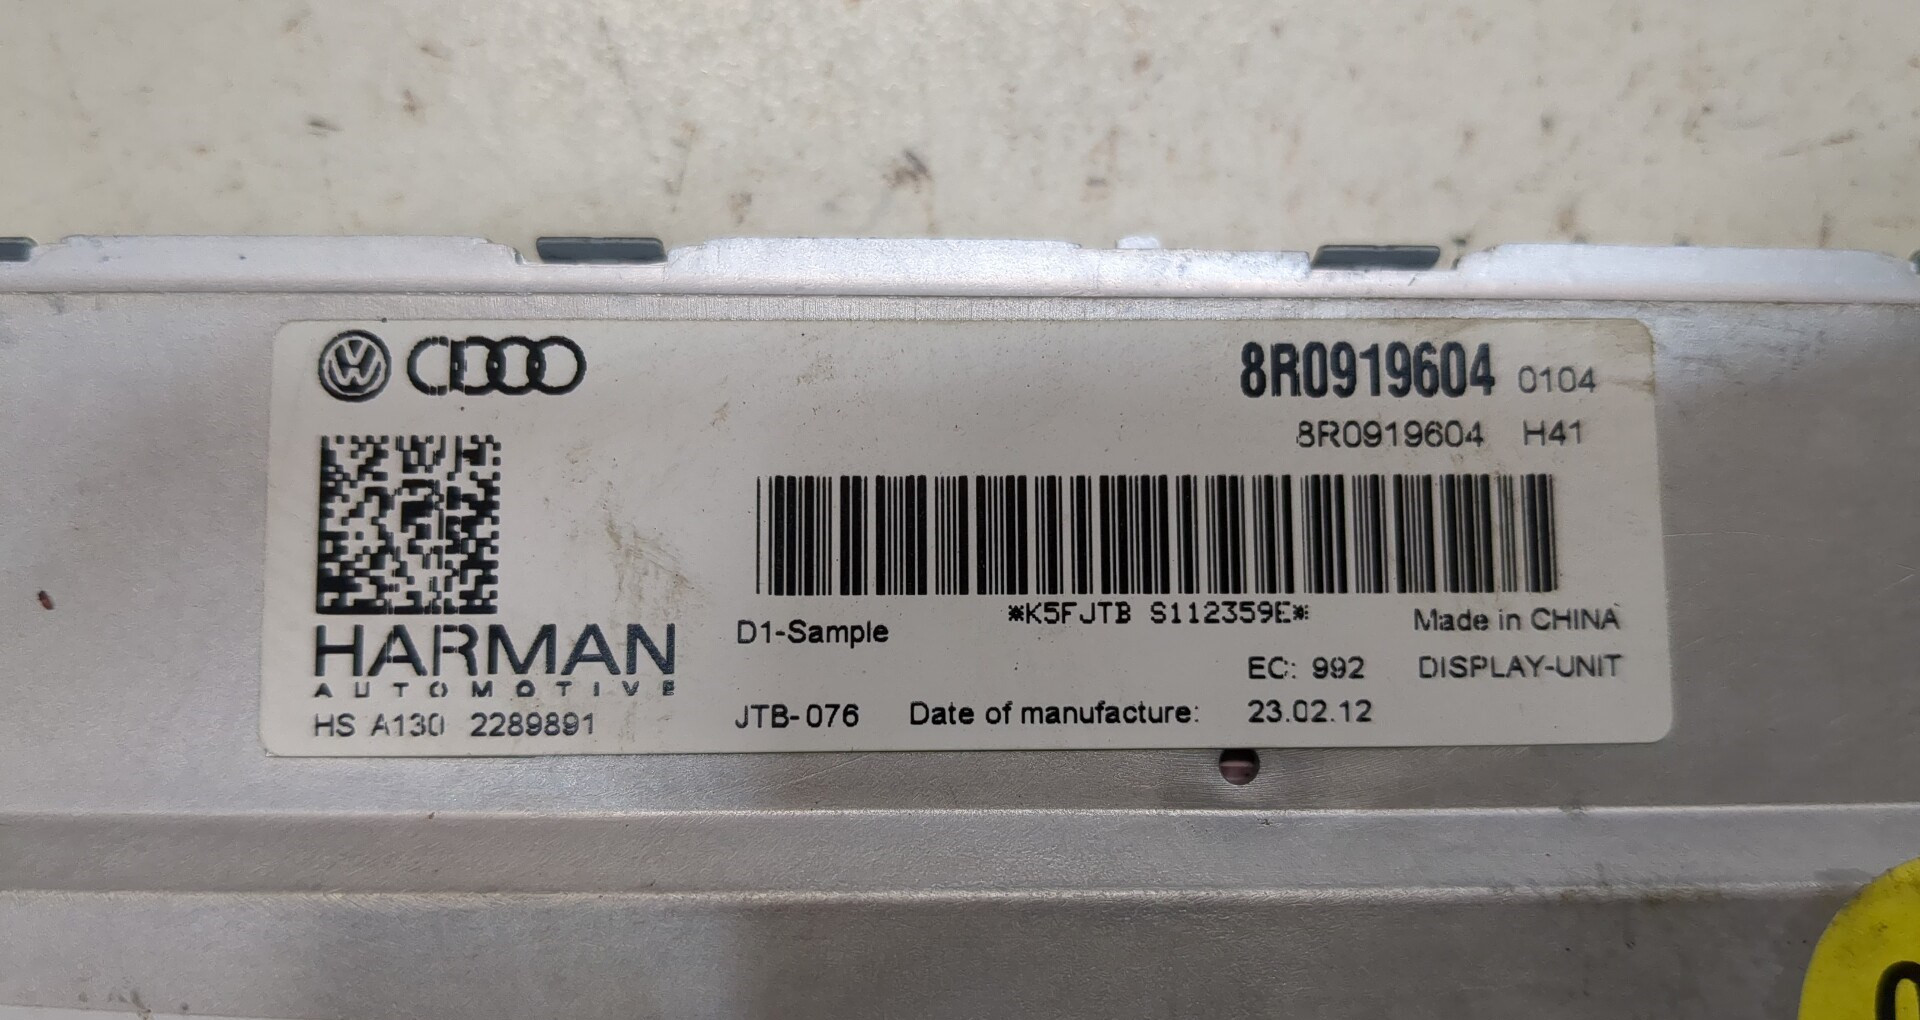 8R0919604 0104
8R0919604 H41
*K5FJTB S112359E*
D1-Sample
Made in CHINA
HARMAN
AUTOMOTIVE
EC: 992 DISPLAY-UNIT
HS A130 2289891
JTB-076 Date of manufacture: 23.02.12